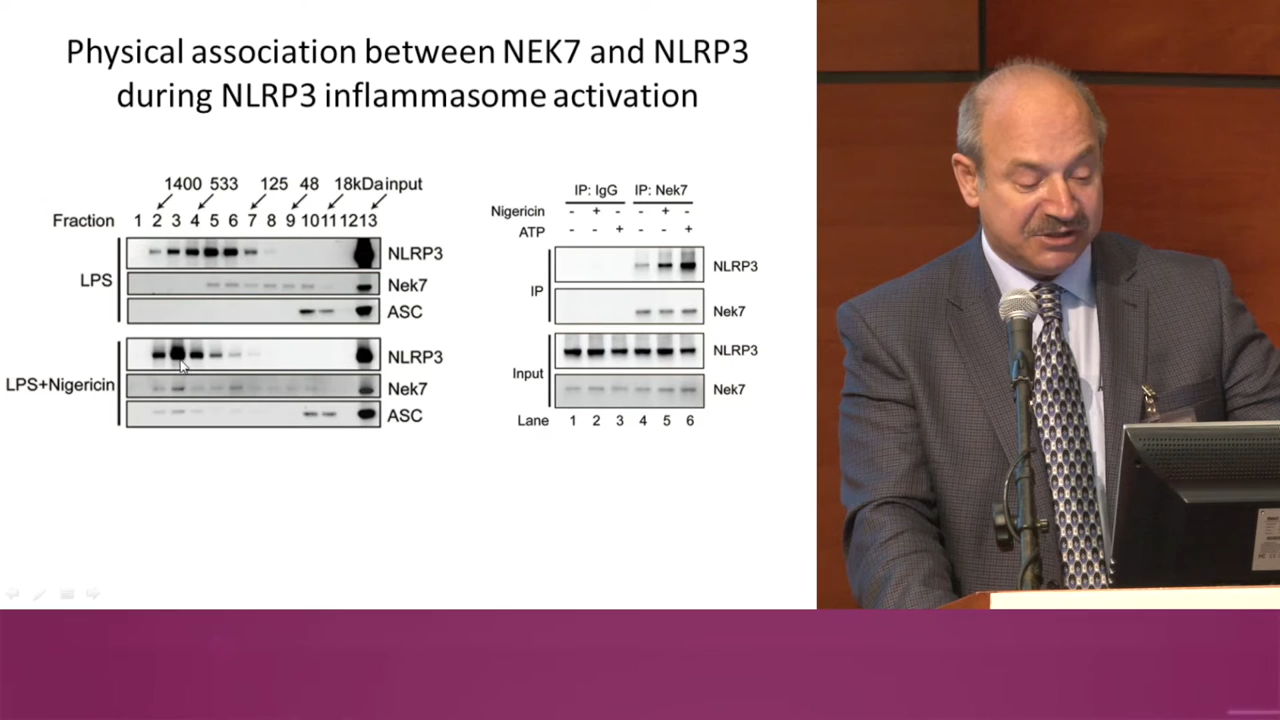 Physical association between NEK7 and NLRP3
during NLRP3 inflammasome activation
1400 533 125 48 18kDa input
Fraction 1 2 3 4 5 6 7 8 9 10 11 12 13
LPS
NLRP3
Nek7
ASC
LPS+Nigericin
NLRP3
Nek7
ASC
IP: IgG IP: Nek7
Nigericin - + - - + -
ATP - - + - - +
IP
NLRP3
Nek7
Input
NLRP3
Nek7
Lane 1 2 3 4 5 6